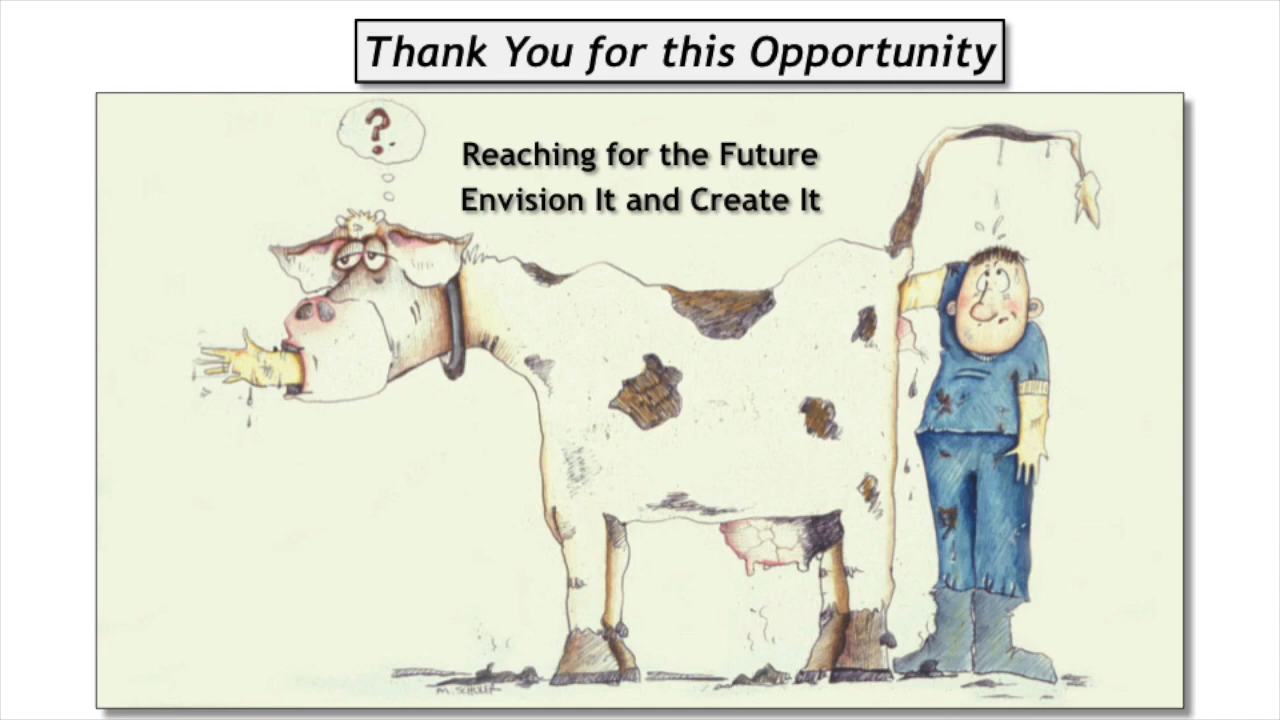 Thank You for this Opportunity
?
Reaching for the Future
Envision It and Create It